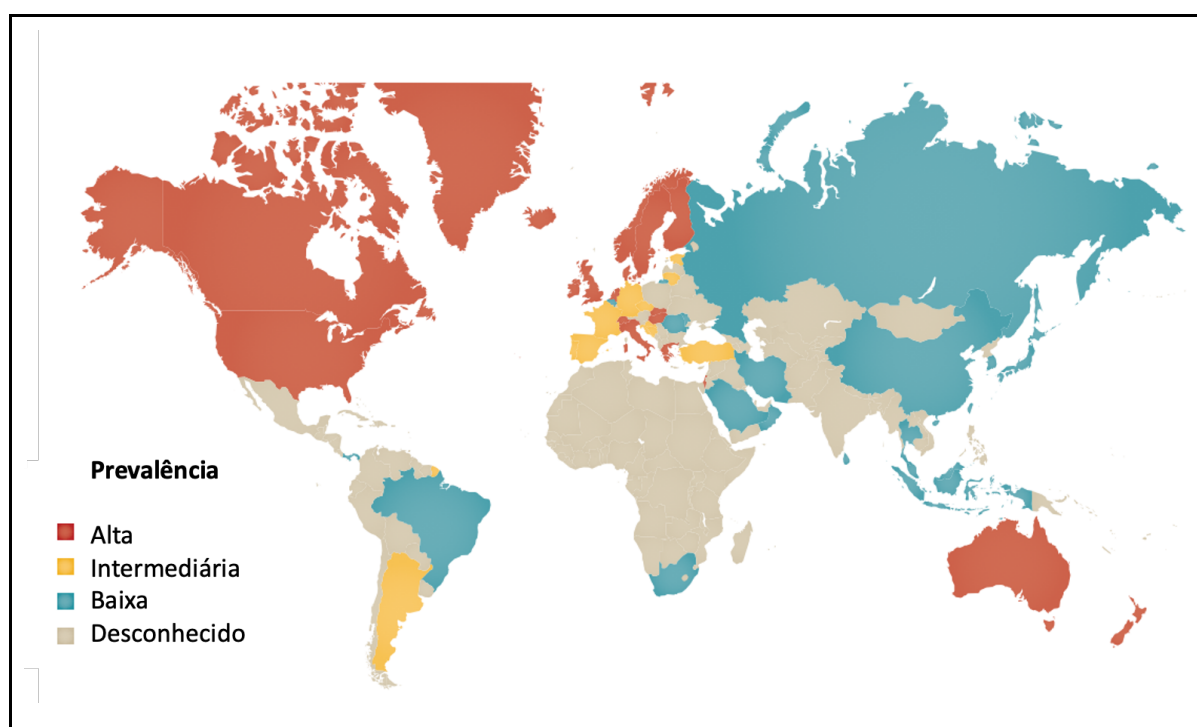 Prevalência
Alta
Intermediária
Baixa
Desconhecido